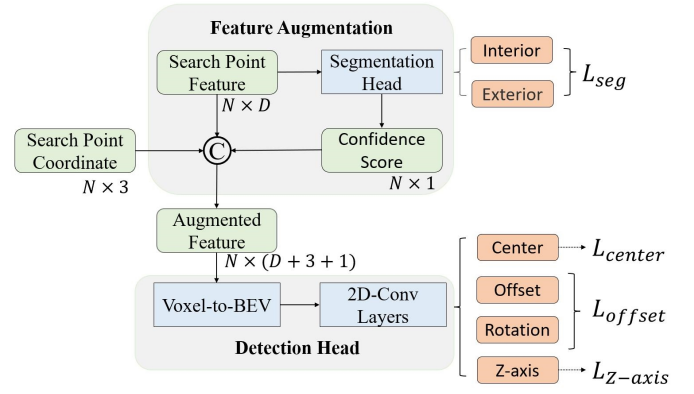 Feature Augmentation
Search Point
Feature
N × D
Segmentation
Head
Interior
Exterior
L_seg
Search Point
Coordinate
N × 3
C
Confidence
Score
N × 1
Augmented
Feature
N × (D + 3 + 1)
Voxel-to-BEV
2D-Conv
Layers
Detection Head
Center
L_center
Offset
Rotation
L_offset
Z-axis
L_Z−axis